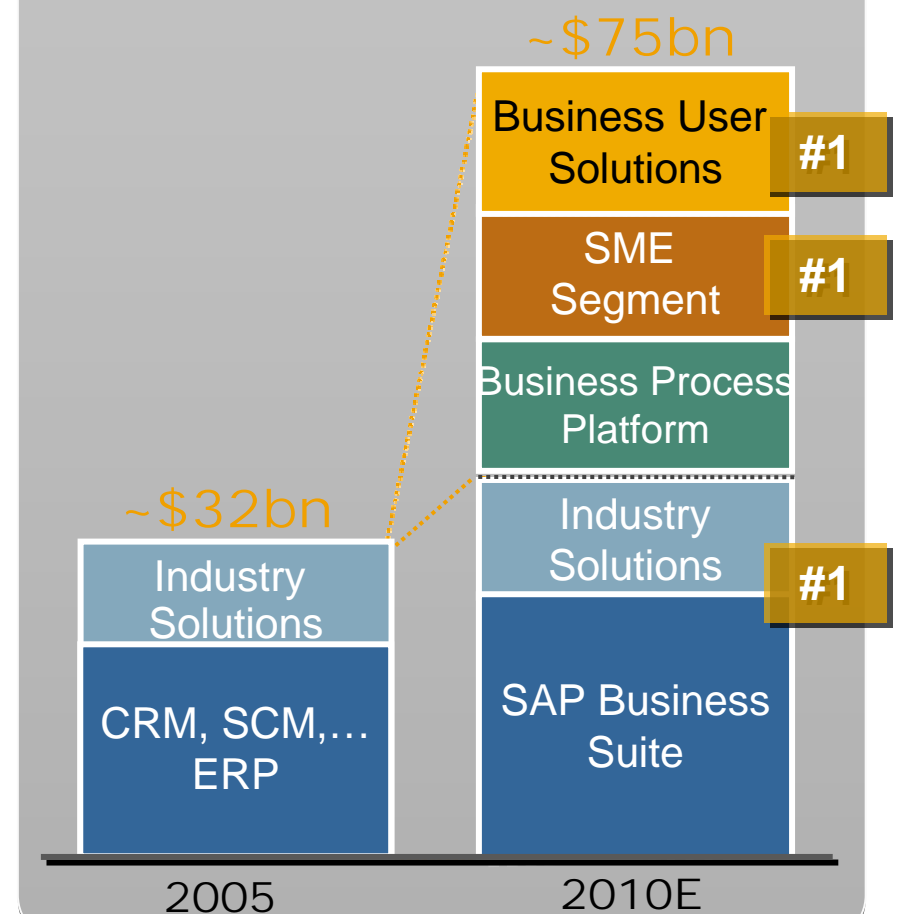 ~$75bn
Business User
Solutions
#1
SME
Segment
#1
Business Process
Platform
~$32bn
Industry
Solutions
CRM, SCM,...
ERP
Industry
Solutions
#1
SAP Business
Suite
2005
2010E